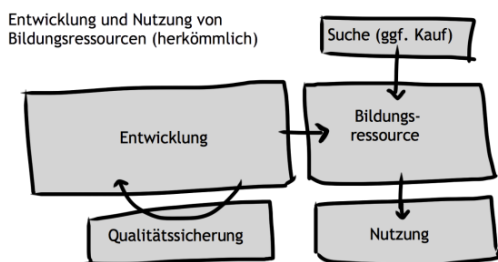 Entwicklung und Nutzung von
Bildungsressourcen (herkömmlich)
Suche (ggf. Kauf)
Entwicklung
Bildungs-
ressource
Qualitätssicherung
Nutzung